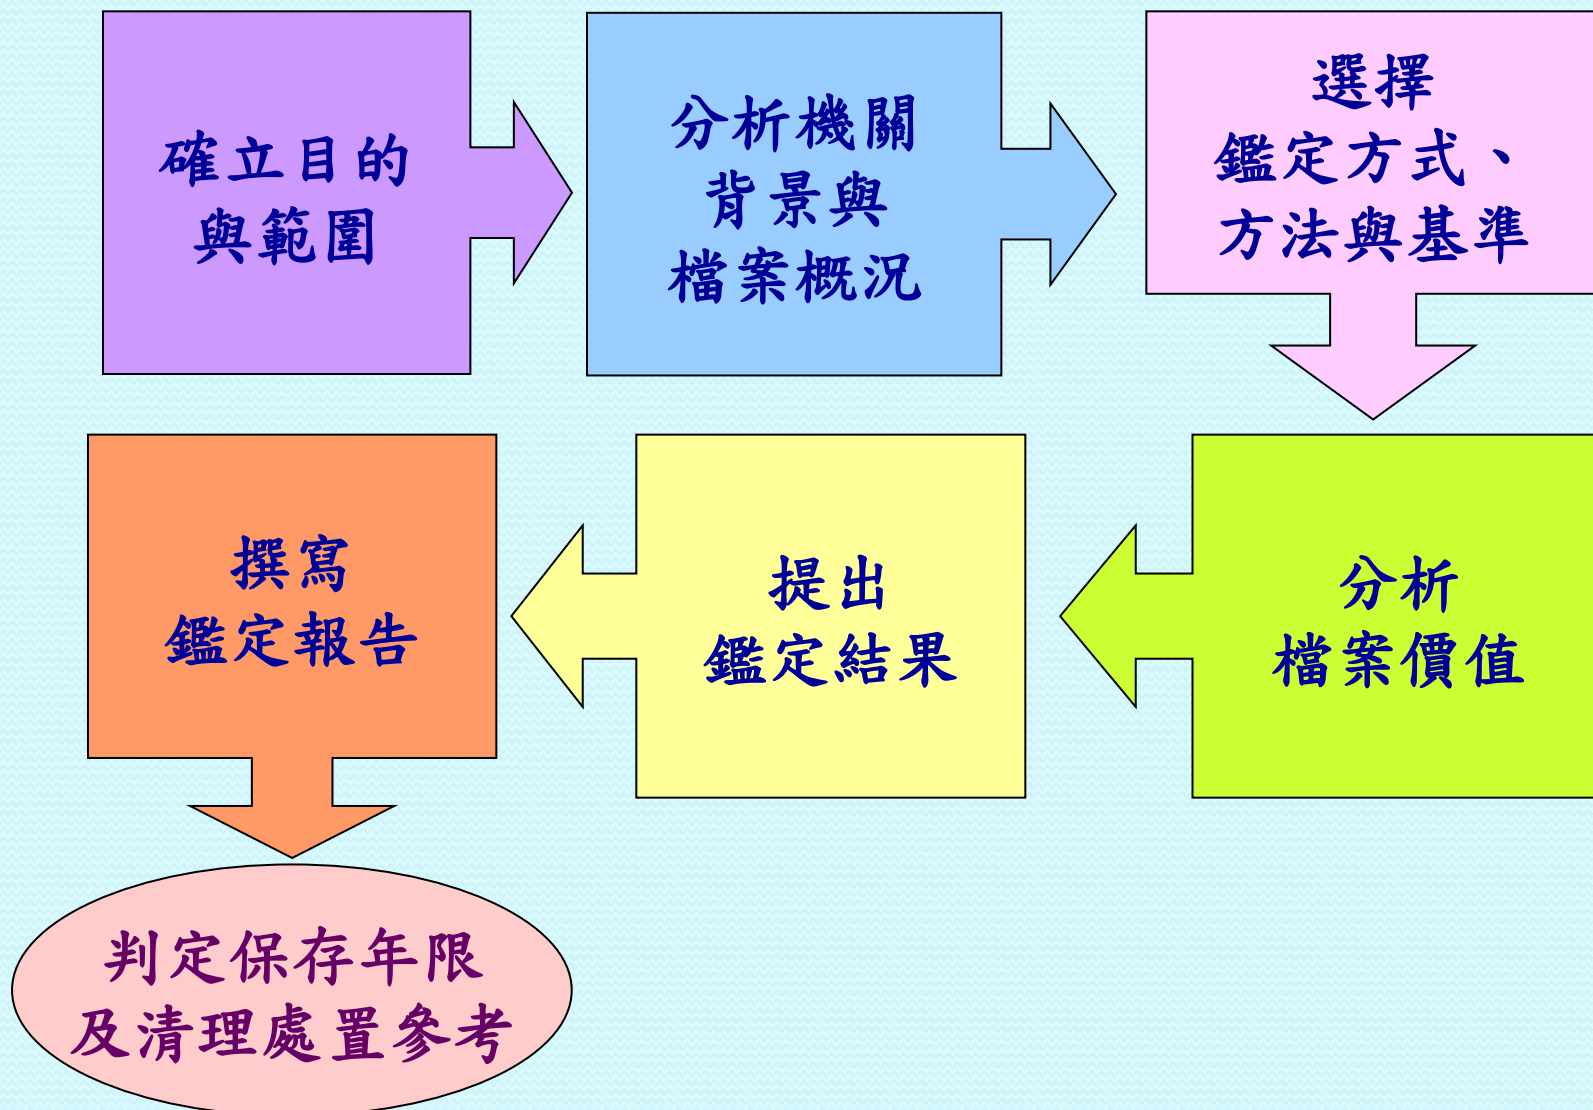 確立目的
與範圍
分析機關
背景與
檔案概況
選擇
鑑定方式、
方法與基準
分析
檔案價值
提出
鑑定結果
撰寫
鑑定報告
判定保存年限
及清理處置參考